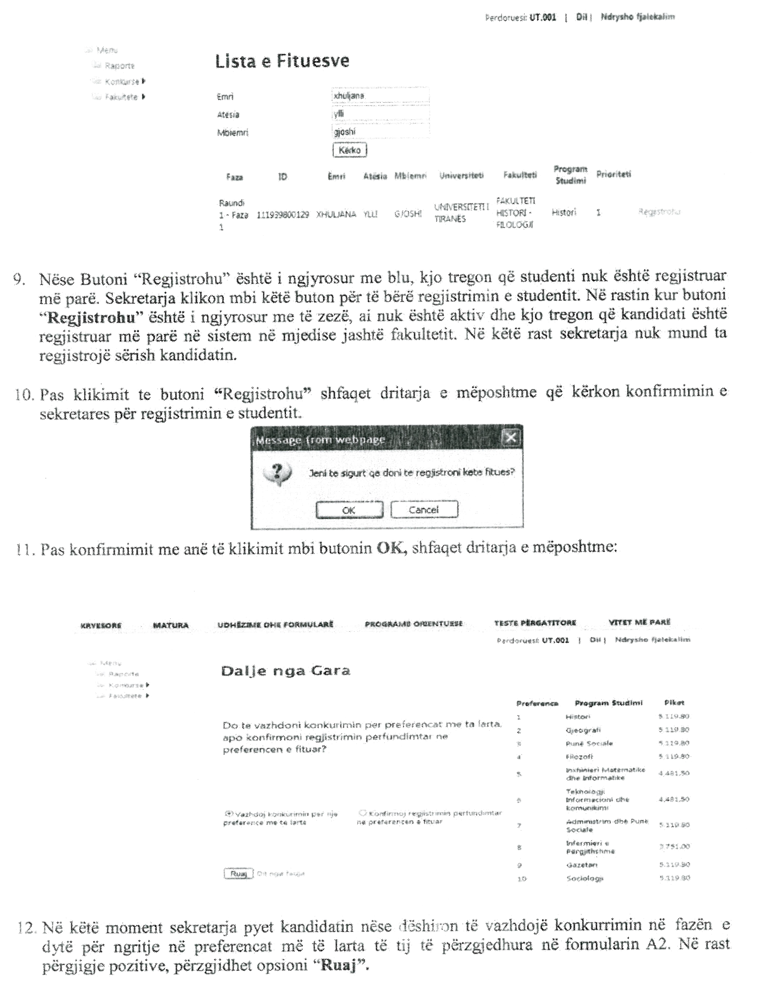 Perdoruesi: UT.001 | Dil | Ndrysho fjalekalim
Menu
Raporte
Konkurse
Fakultete
Lista e Fituesve
Emri xhuljana
Atesia ylli
Mbiemri gjoshi
Kërko
Faza ID Emri Atësia Mbiemri Universiteti Fakulteti Program Studimi Prioriteti
Raundi 1 - Faza 1 111939800129 XHULJANA YLLI GJOSHI UNIVERSITETI I TIRANËS FAKULTETI HISTORI - FILOLOGJI Histori 1 Regjistrohu
9. Nëse Butoni “Regjistrohu” është i ngjyrosur me blu, kjo tregon që studenti nuk është regjistruar
më parë. Sekretarja klikon mbi këtë buton për të bërë regjistrimin e studentit. Në rastin kur butoni
“Regjistrohu” është i ngjyrosur me të zezë, ai nuk është aktiv dhe kjo tregon që kandidati është
regjistruar më parë në sistem në mjedise jashtë fakultetit. Në këtë rast sekretarja nuk mund ta
regjistrojë sërish kandidatin.
10. Pas klikimit te butoni “Regjistrohu” shfaqet dritarja e mëposhtme që kërkon konfirmimin e
sekretares për regjistrimin e studentit.
Message from webpage
Jeni te sigurt qe doni te regjistroni kete fitues?
OK Cancel
11. Pas konfirmimit me anë të klikimit mbi butonin OK, shfaqet dritarja e mëposhtme:
KRYESORE MATURA UDHËZIME DHE FORMULARË PROGRAME ORIENTUESE TESTE PËRGATITORE VITET MË PARË
Perdoruesi: UT.001 | Dil | Ndrysho fjalekalim
Menu
Raporte
Konkurse
Fakultete
Dalje nga Gara
Do te vazhdoni konkurimin per preferencat me ta larta,
apo konfirmoni regjistrimin perfundimtar ne
preferencen e fituar?
Vazhdoj konkurimin per nje
preference me te larta
Konfirmoj regjistrimin perfundimtar
ne preferencen e fituar
Ruaj Dil nga faqja
Preferenca Program Studimi Piket
1 Histori 5.119.80
2 Gjeografi 5.119.80
3 Punë Sociale 5.119.80
4 Filozofi 5.119.80
5 Inxhinieri Matematike dhe Informatike 4,481.50
6 Teknologji Informacioni dhe komunikimi 4.481.50
7 Administrim dhe Pune Sociale 5.119.80
8 Infermieri e Përgjithshme 3.751.00
9 Gazetari 5.119.80
10 Sociologji 5.119.80
12. Në këtë moment sekretarja pyet kandidatin nëse dëshiron të vazhdojë konkurrimin në fazën e
dytë për ngritje në preferencat më të larta të tij të përzgjedhura në formularin A2. Në rast
përgjigje pozitive, përzgjidhet opsioni “Ruaj”.